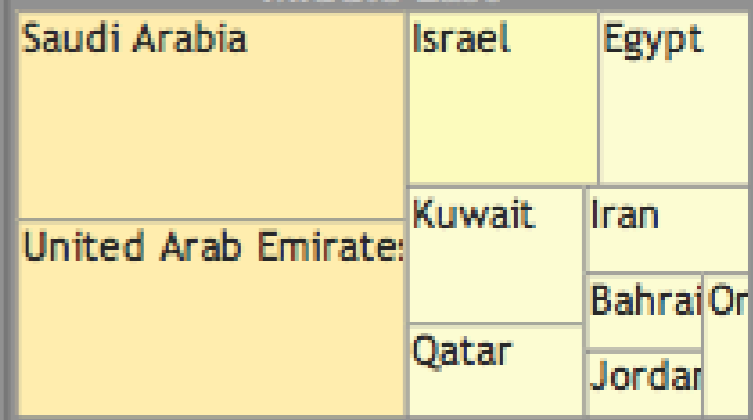 Saudi Arabia
Israel
Egypt
United Arab Emirates
Kuwait
Iran
Bahrai
Or
Qatar
Jordar